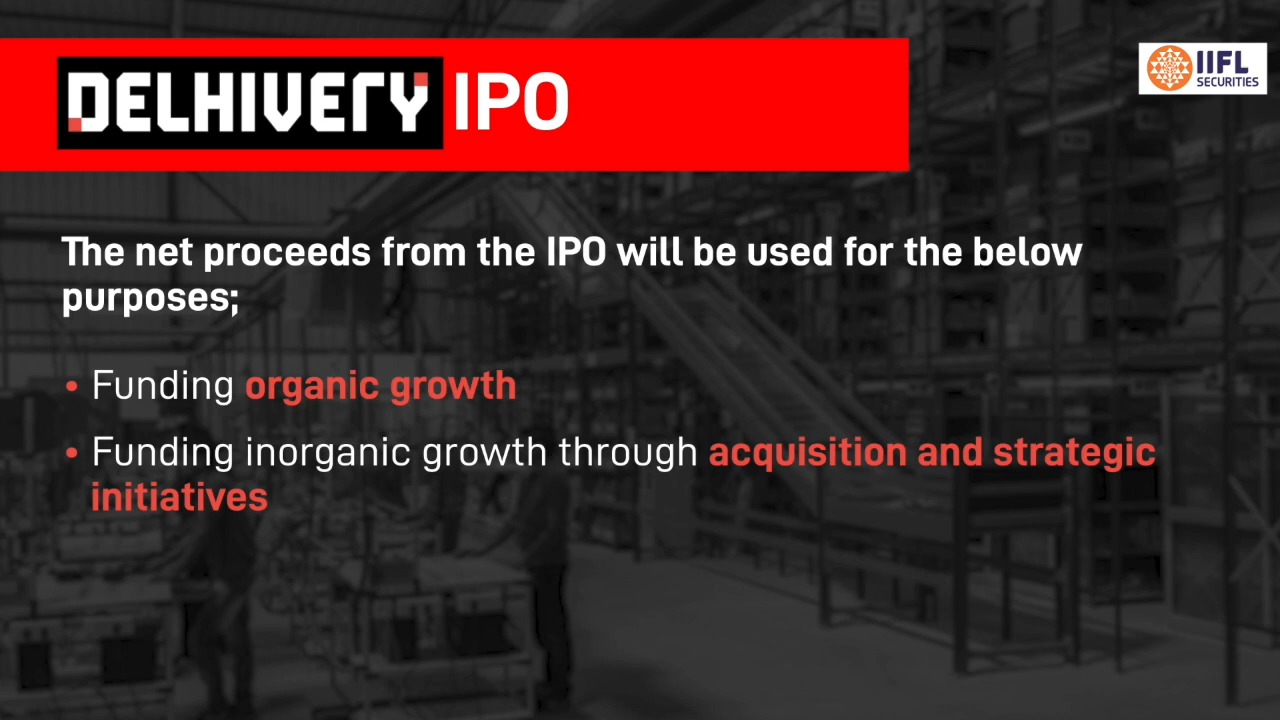 DELHIVERY IPO
IIFL
SECURITIES
The net proceeds from the IPO will be used for the below
purposes;
• Funding organic growth
• Funding inorganic growth through acquisition and strategic
initiatives